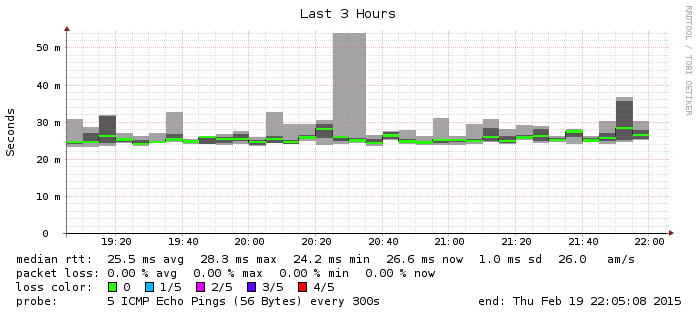 Last 3 Hours
RRDTOOL / TOBI OETIKER
Seconds
50 m
40 m
30 m
20 m
10 m
0
19:20 19:40 20:00 20:20 20:40 21:00 21:20 21:40 22:00
median rtt: 25.5 ms avg 28.3 ms max 24.2 ms min 26.6 ms now 1.0 ms sd 26.0 am/s
packet loss: 0.00 % avg 0.00 % max 0.00 % min 0.00 % now
loss color: 0 1/5 2/5 3/5 4/5
probe: 5 ICMP Echo Pings (56 Bytes) every 300s end: Thu Feb 19 22:05:08 2015